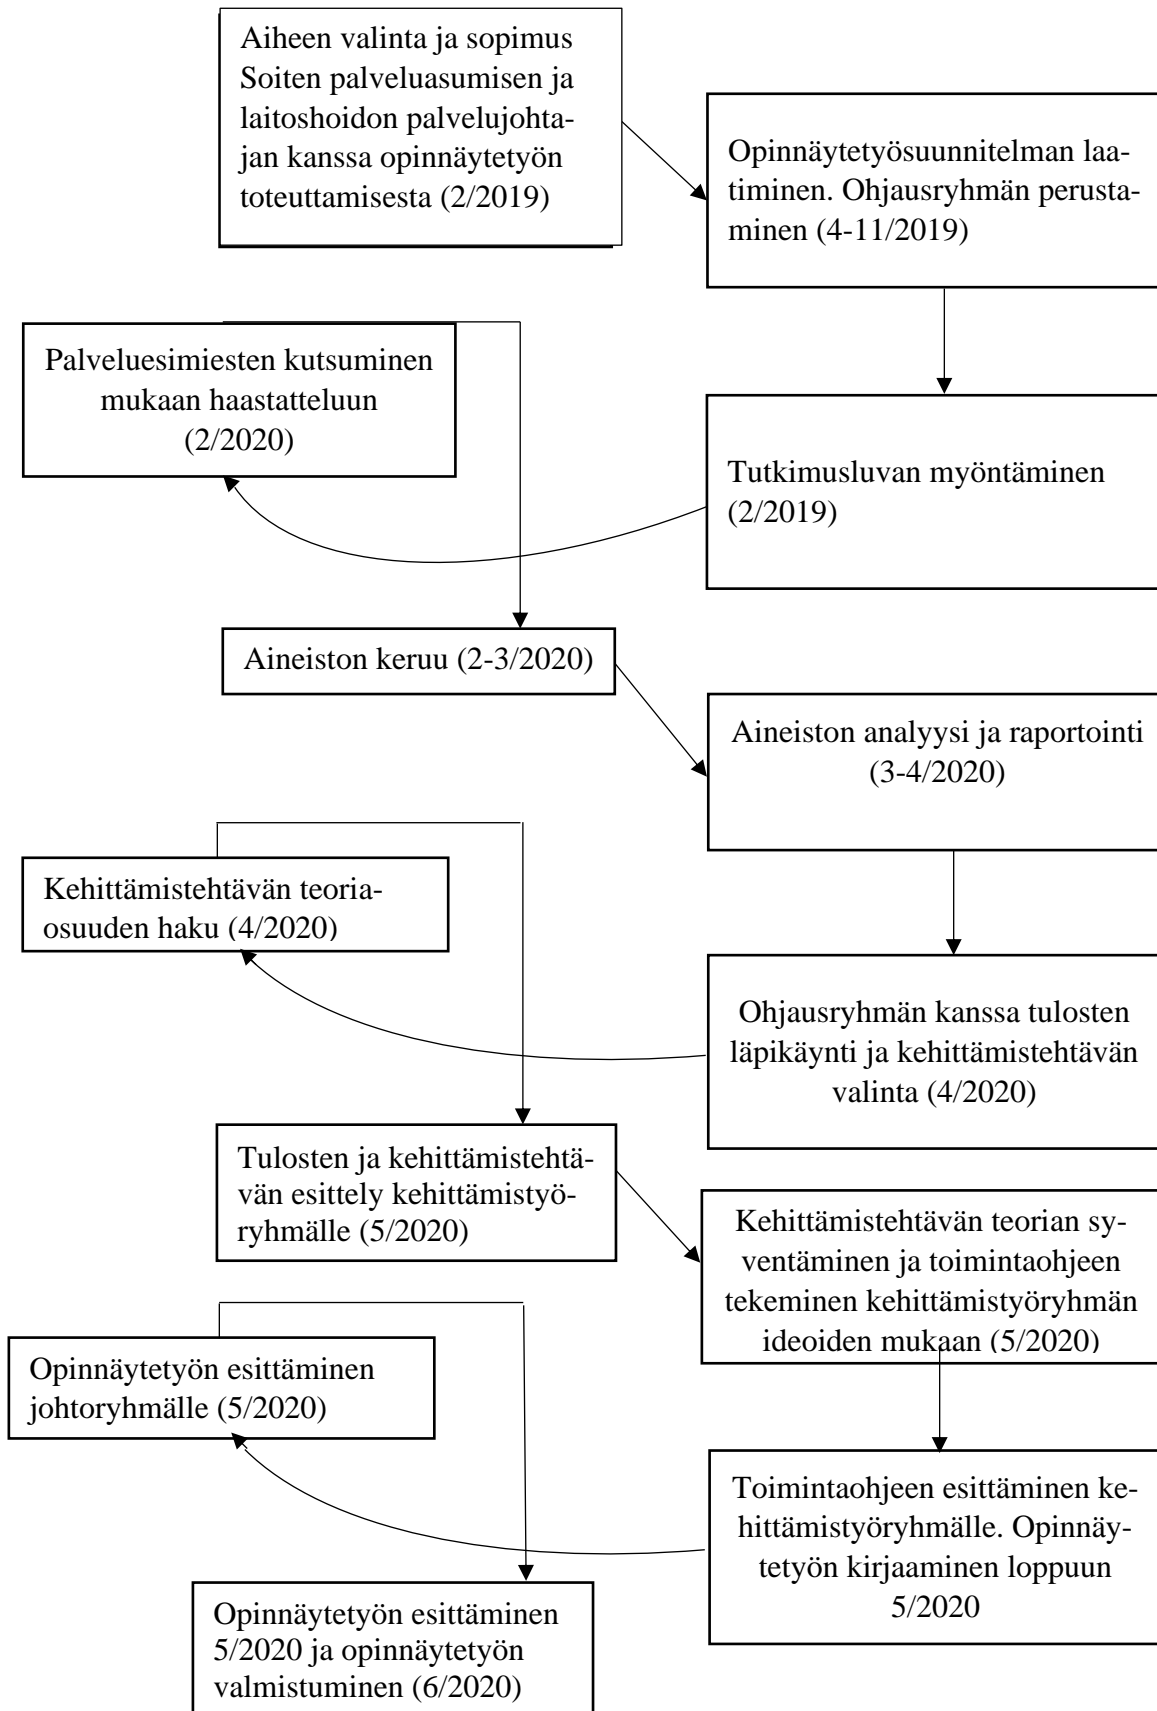 Aiheen valinta ja sopimus
Soiten palveluasumisen ja
laitoshoidon palvelujohta-
jan kanssa opinnäytetyön
toteuttamisesta (2/2019)
Opinnäytetyösuunnitelman laa-
timinen. Ohjausryhmän perusta-
minen (4-11/2019)
Tutkimusluvan myöntäminen
(2/2019)
Palveluesimiesten kutsuminen
mukaan haastatteluun
(2/2020)
Aineiston keruu (2-3/2020)
Aineiston analyysi ja raportointi
(3-4/2020)
Ohjausryhmän kanssa tulosten
läpikäynti ja kehittämistehtävän
valinta (4/2020)
Kehittämistehtävän teoria-
osuuden haku (4/2020)
Tulosten ja kehittämistehtä-
vän esittely kehittämistyö-
ryhmälle (5/2020)
Kehittämistehtävän teorian sy-
ventäminen ja toimintaohjeen
tekeminen kehittämistyöryhmän
ideoiden mukaan (5/2020)
Toimintaohjeen esittäminen ke-
hittämistyöryhmälle. Opinnäy-
tetyön kirjaaminen loppuun
5/2020
Opinnäytetyön esittäminen
johtoryhmälle (5/2020)
Opinnäytetyön esittäminen
5/2020 ja opinnäytetyön
valmistuminen (6/2020)